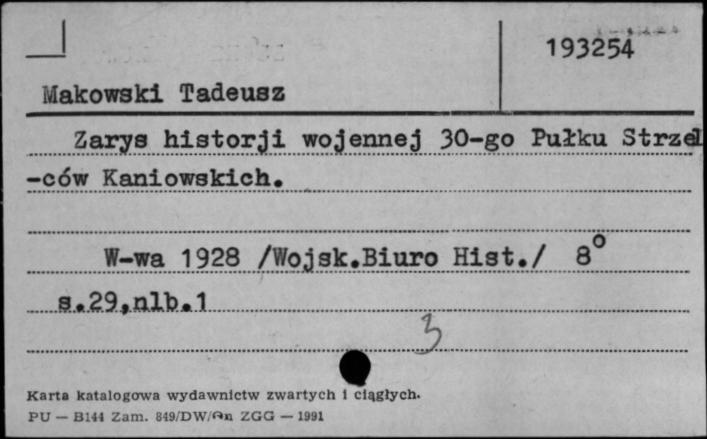 193254
Makowski Tadeusz
Zarys historji wojennej 30-go Pułku Strzel
-ców Kaniowskich.
W-wa 1928 /Wojsk.Biuro Hist./ 8°
s.29,nlb.1
3
Karta katalogowa wydawnictw zwartych i ciągłych.
PU — B144 Zam. 849/DW/ ZGG — 1991